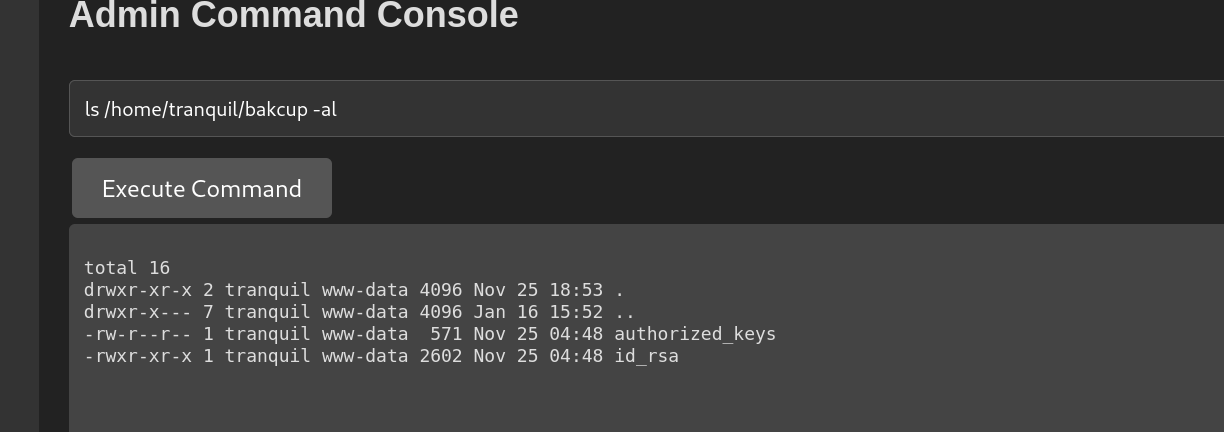 Admin Command Console
ls /home/tranquil/bakcup -al
Execute Command
total 16
drwxr-xr-x 2 tranquil www-data 4096 Nov 25 18:53 .
drwxr-x--- 7 tranquil www-data 4096 Jan 16 15:52 ..
-rw-r--r-- 1 tranquil www-data  571 Nov 25 04:48 authorized_keys
-rwxr-xr-x 1 tranquil www-data 2602 Nov 25 04:48 id_rsa